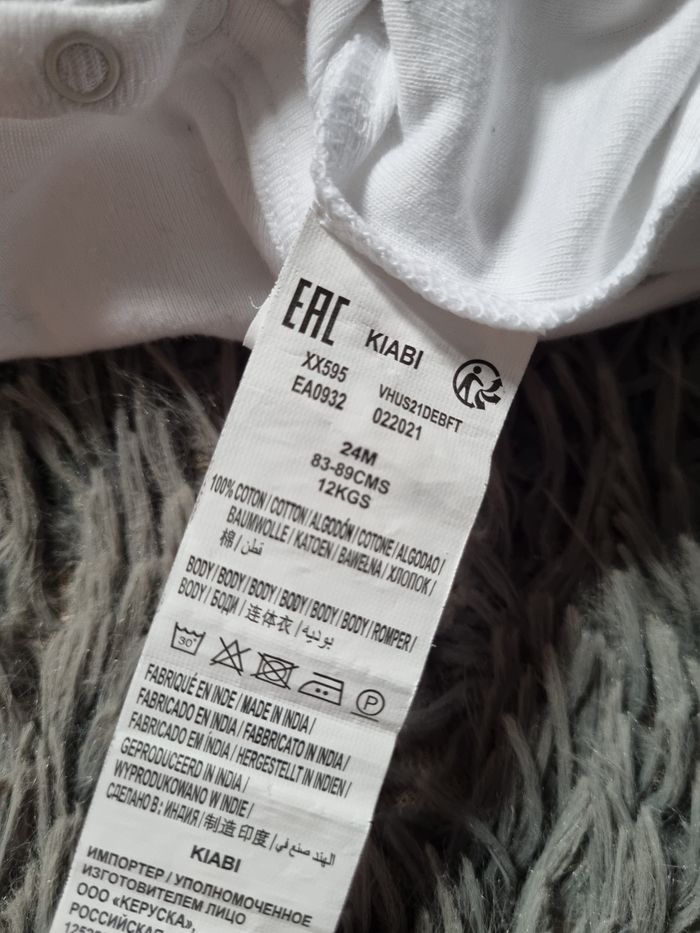 EAC KIABI
XX595 VHUS21DEBFT
EA0932 022021
24M
83-89CMS
12KGS
100% COTON / COTTON / ALGODÓN / COTONE / ALGODAO /
BAUMWOLLE / KATOEN / BAWEŁNA / ХЛОПОК /
棉 / قطن /
BODY / BODY / BODY / BODY / BODY / BODY / ROMPER /
BODY / БОДИ / 连体衣 / بوديه /
30° P
FABRIQUÉ EN INDE / MADE IN INDIA /
FABRICADO EN INDIA / FABBRICATO IN INDIA /
FABRICADO EM ÍNDIA / HERGESTELLT IN INDIEN /
GEPRODUCEERD IN INDIA /
WYPRODUKOWANO W INDIE /
СДЕЛАНО В : ИНДИЯ / 制造 印度 / الهند صنع في /
KIABI
ИМПОРТЕР / УПОЛНОМОЧЕННОЕ
ИЗГОТОВИТЕЛЕМ ЛИЦО
ООО «КЕРУСКА»,
РОССИЙСКАЯ